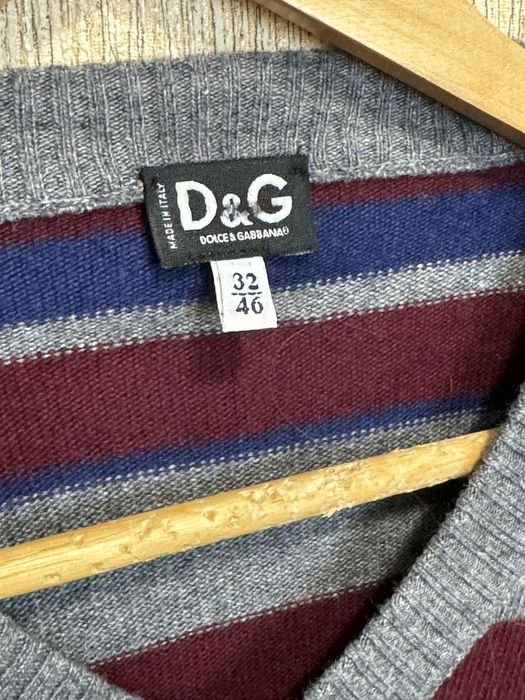 MADE IN ITALY
D&G
DOLCE & GABBANA®
32
46